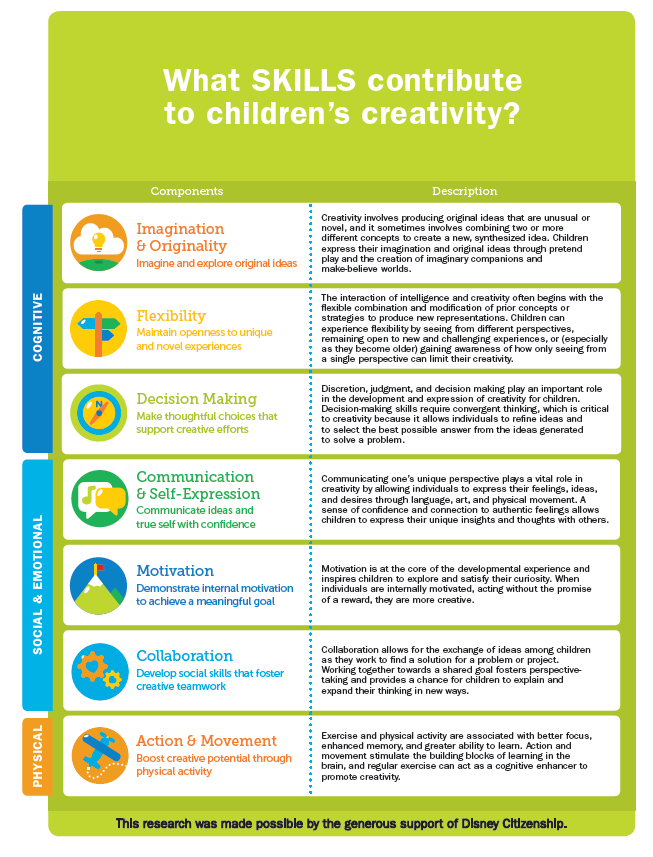 What SKILLS contribute
to children's creativity?
Components
Description
COGNITIVE
Imagination
& Originality
Imagine and explore original ideas
Creativity involves producing original ideas that are unusual or
novel, and it sometimes involves combining two or more
different concepts to create a new, synthesized idea. Children
express their imagination and original ideas through pretend
play and the creation of imaginary companions and
make-believe worlds.
Flexibility
Maintain openness to unique
and novel experiences
The interaction of intelligence and creativity often begins with the
flexible combination and modification of prior concepts or
strategies to produce new representations. Children can
experience flexibility by seeing from different perspectives,
remaining open to new and challenging experiences, or (especially
as they become older) gaining awareness of how only seeing from
a single perspective can limit their creativity.
N
Decision Making
Make thoughtful choices that
support creative efforts
Discretion, judgment, and decision making play an important role
in the development and expression of creativity for children.
Decision-making skills require convergent thinking, which is critical
to creativity because it allows individuals to refine ideas and
to select the best possible answer from the ideas generated
to solve a problem.
SOCIAL & EMOTIONAL
Communication
& Self-Expression
Communicate ideas and
true self with confidence
Communicating one's unique perspective plays a vital role in
creativity by allowing individuals to express their feelings, ideas,
and desires through language, art, and physical movement. A
sense of confidence and connection to authentic feelings allows
children to express their unique insights and thoughts with others.
Motivation
Demonstrate internal motivation
to achieve a meaningful goal
Motivation is at the core of the developmental experience and
inspires children to explore and satisfy their curiosity. When
individuals are internally motivated, acting without the promise
of a reward, they are more creative.
Collaboration
Develop social skills that foster
creative teamwork
Collaboration allows for the exchange of ideas among children
as they work to find a solution for a problem or project.
Working together towards a shared goal fosters perspective-
taking and provides a chance for children to explain and
expand their thinking in new ways.
PHYSICAL
Action & Movement
Boost creative potential through
physical activity
Exercise and physical activity are associated with better focus,
enhanced memory, and greater ability to learn. Action and
movement stimulate the building blocks of learning in the
brain, and regular exercise can act as a cognitive enhancer to
promote creativity.
This research was made possible by the generous support of Disney Citizenship.